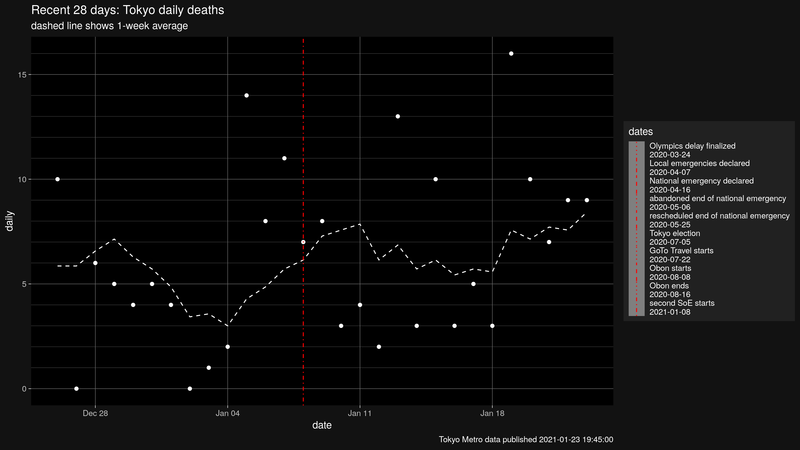 Recent 28 days: Tokyo daily deaths
dashed line shows 1-week average
15
10
5
0
daily
Dec 28
Jan 04
Jan 11
Jan 18
date
dates
Olympics delay finalized
2020-03-24
Local emergencies declared
2020-04-07
National emergency declared
2020-04-16
abandoned end of national emergency
2020-05-06
rescheduled end of national emergency
2020-05-25
Tokyo election
2020-07-05
GoTo Travel starts
2020-07-22
Obon starts
2020-08-08
Obon ends
2020-08-16
second SoE starts
2021-01-08
Tokyo Metro data published 2021-01-23 19:45:00